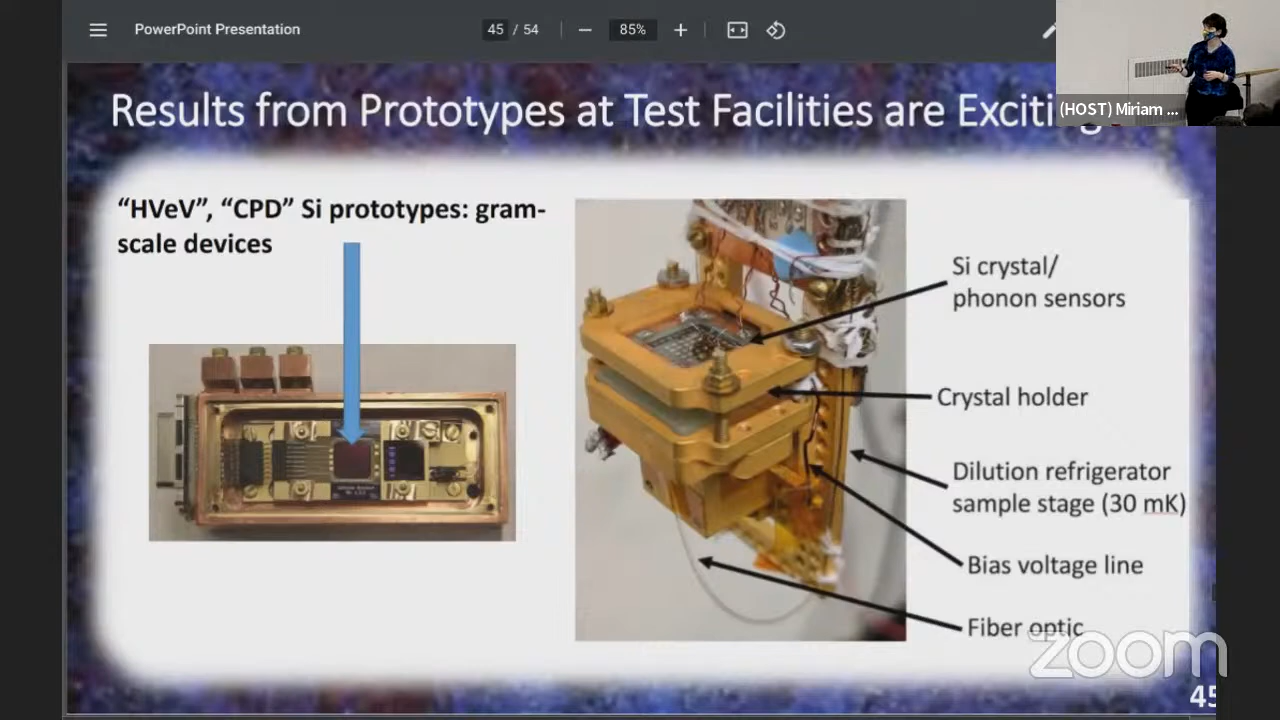 PowerPoint Presentation
45 / 54
85%
(HOST) Miriam ...
Results from Prototypes at Test Facilities are Exciting
“HVeV”, “CPD” Si prototypes: gram-
scale devices
Si crystal/
phonon sensors
Crystal holder
Dilution refrigerator
sample stage (30 mK)
Bias voltage line
Fiber optic
zoom
45